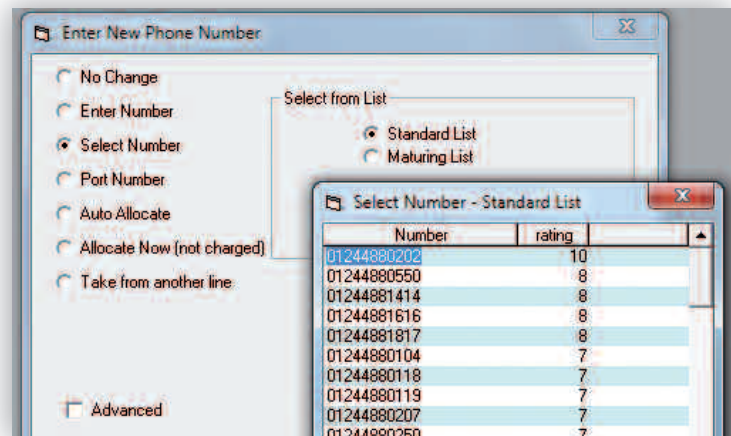 Enter New Phone Number
No Change
Enter Number
Select Number
Port Number
Auto Allocate
Allocate Now (not charged)
Take from another line
Advanced
Select from List
Standard List
Maturing List
Select Number - Standard List
Number rating
01244880202 10
01244880550 8
01244881414 8
01244881616 8
01244881817 8
01244880104 7
01244880118 7
01244880119 7
01244880207 7
01244880250 7